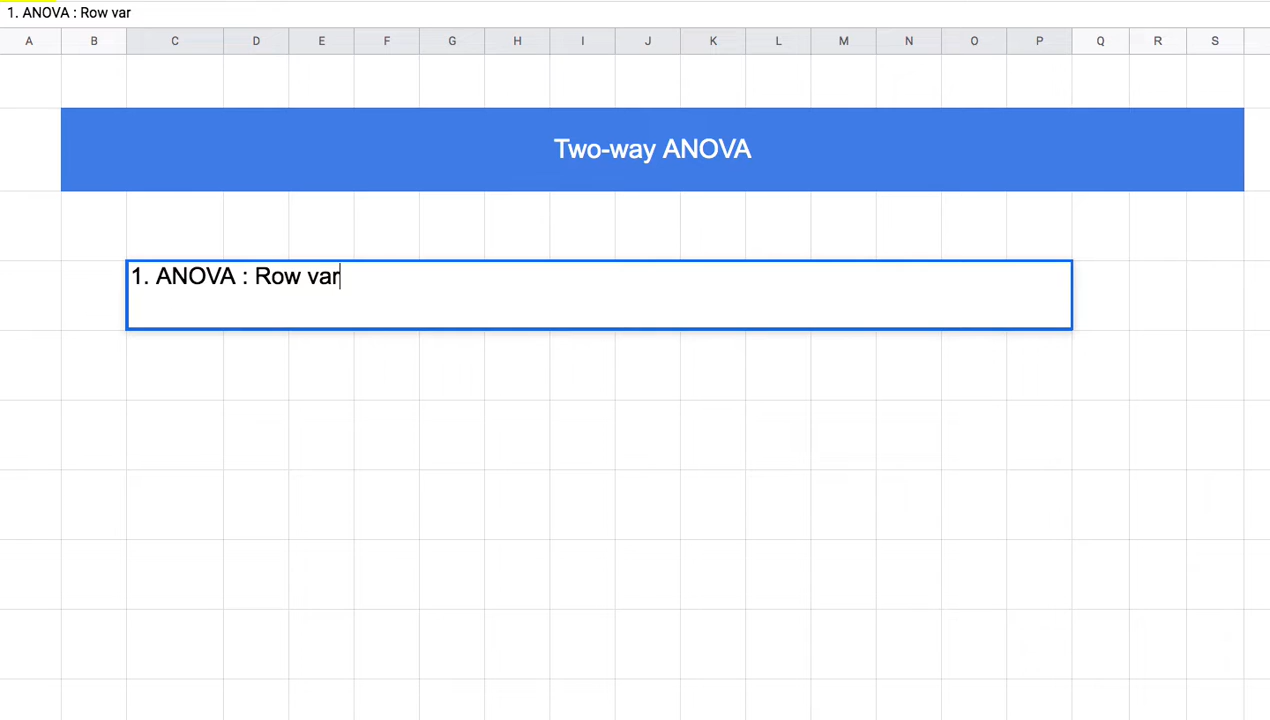 1. ANOVA : Row var
A B C D E F G H I J K L M N O P Q R S
Two-way ANOVA
1. ANOVA : Row var